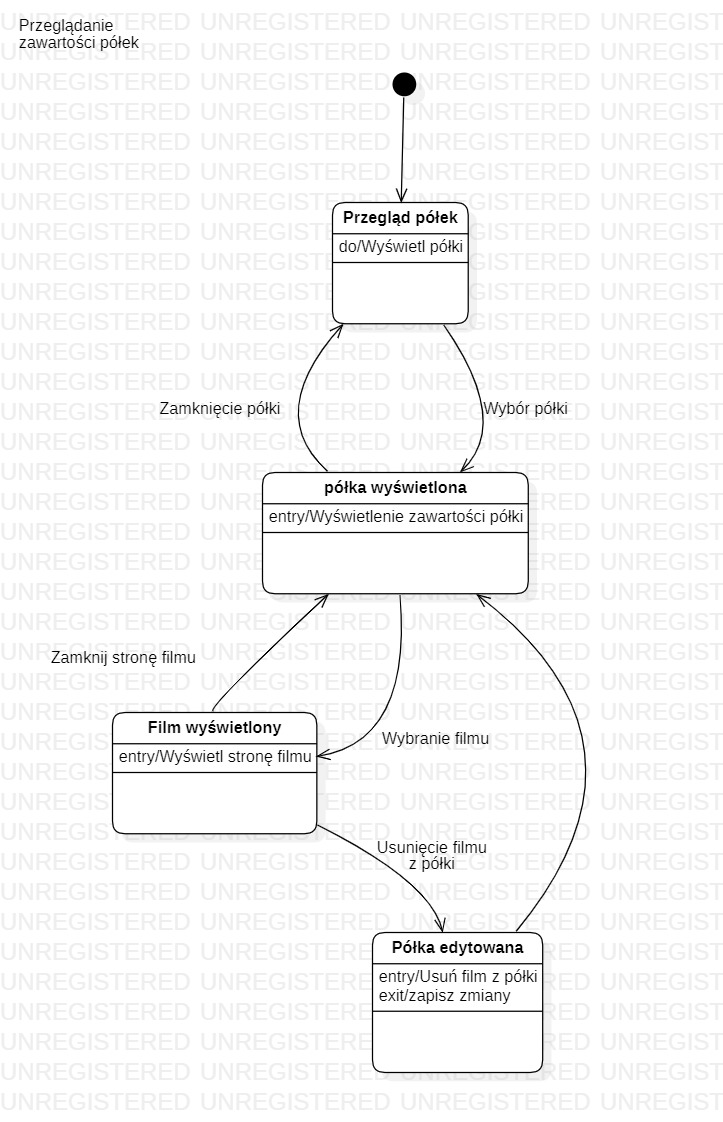 Przeglądanie
zawartości półek
Przegląd półek
do/Wyświetl półki
Zamknięcie półki
Wybór półki
półka wyświetlona
entry/Wyświetlenie zawartości półki
Zamknij stronę filmu
Film wyświetlony
entry/Wyświetl stronę filmu
Wybranie filmu
Usunięcie filmu
z półki
Półka edytowana
entry/Usuń film z półki
exit/zapisz zmiany
UNREGISTERED